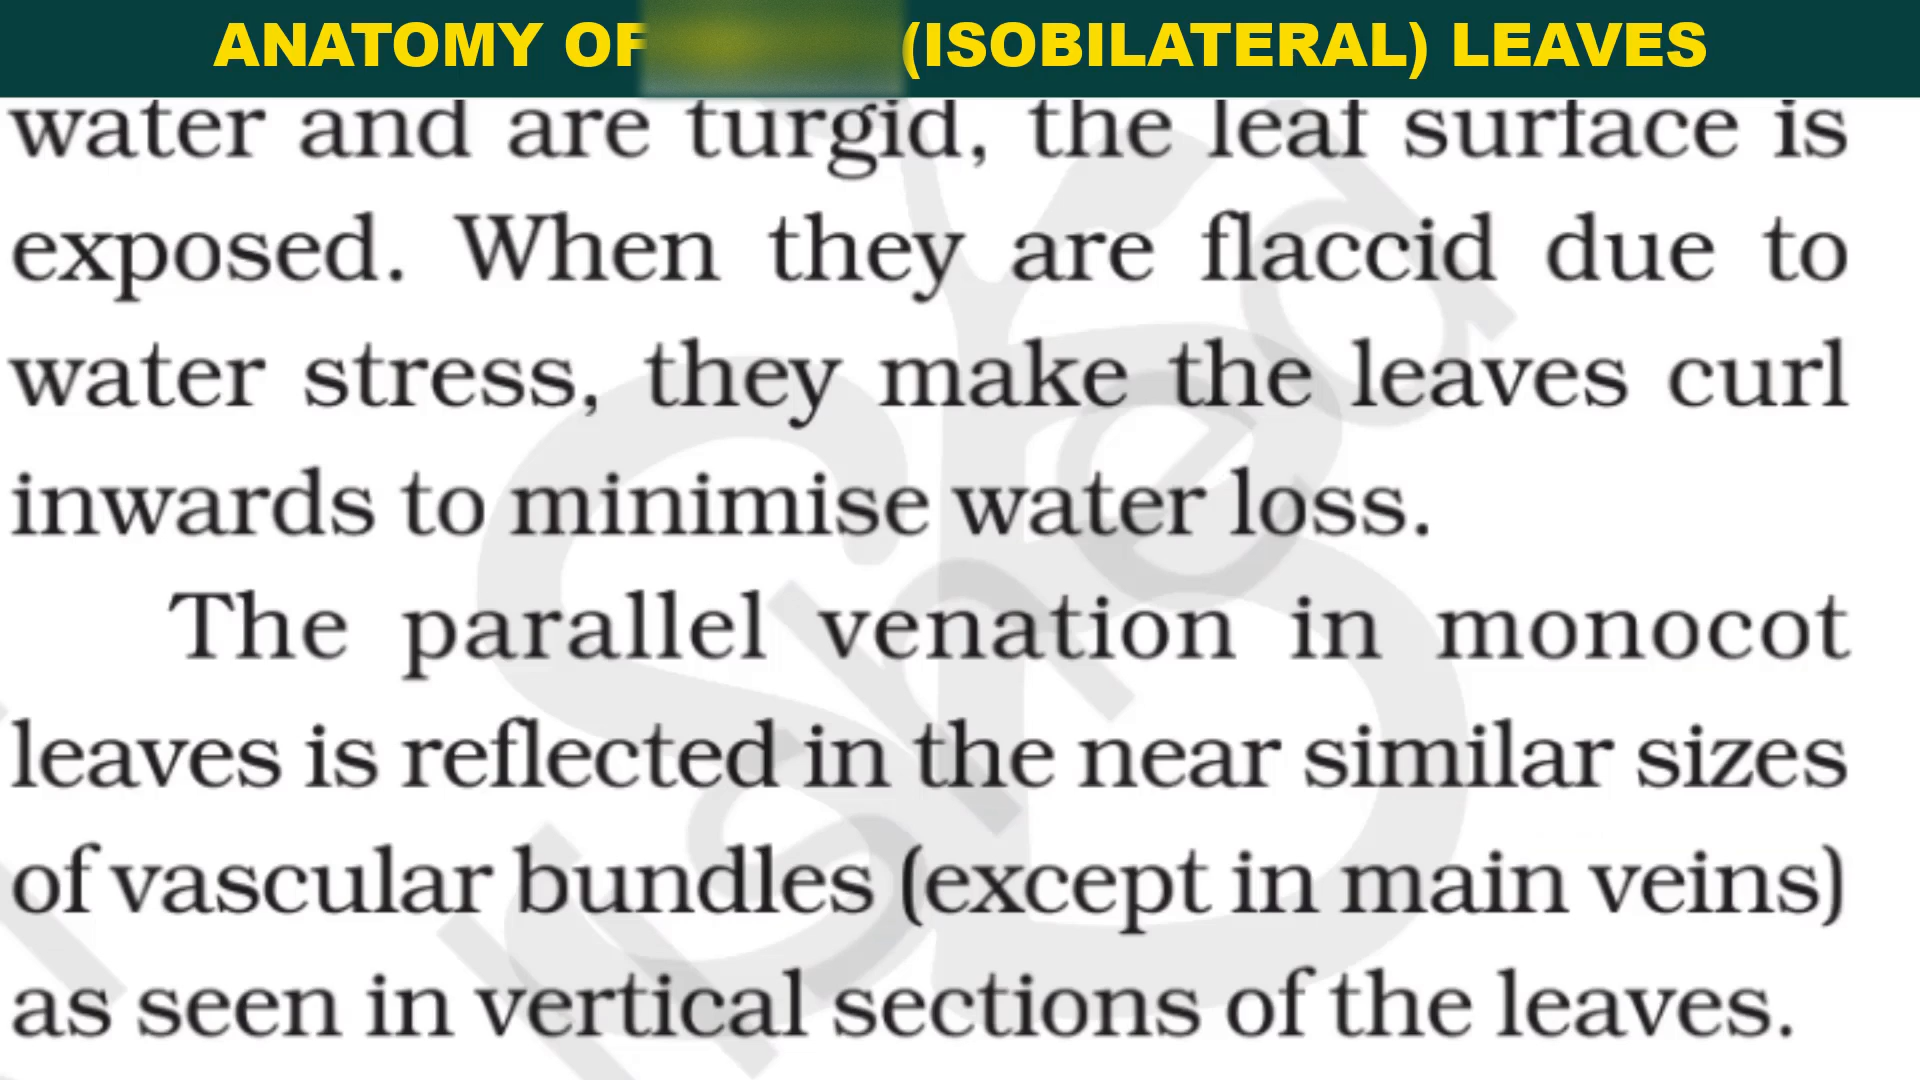 ANATOMY OF (ISOBILATERAL) LEAVES
water and are turgid, the leaf surface is
exposed. When they are flaccid due to
water stress, they make the leaves curl
inwards to minimise water loss.
The parallel venation in monocot
leaves is reflected in the near similar sizes
of vascular bundles (except in main veins)
as seen in vertical sections of the leaves.